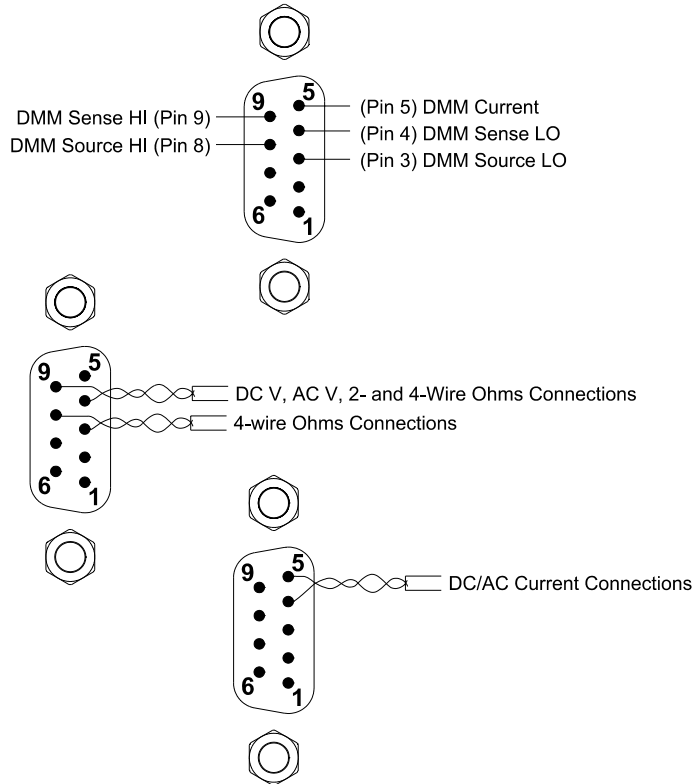 9 5
DMM Sense HI (Pin 9)
(Pin 5) DMM Current
(Pin 4) DMM Sense LO
DMM Source HI (Pin 8)
(Pin 3) DMM Source LO
6 1
9 5
DC V, AC V, 2- and 4-Wire Ohms Connections
4-wire Ohms Connections
6 1
9 5
DC/AC Current Connections
6 1